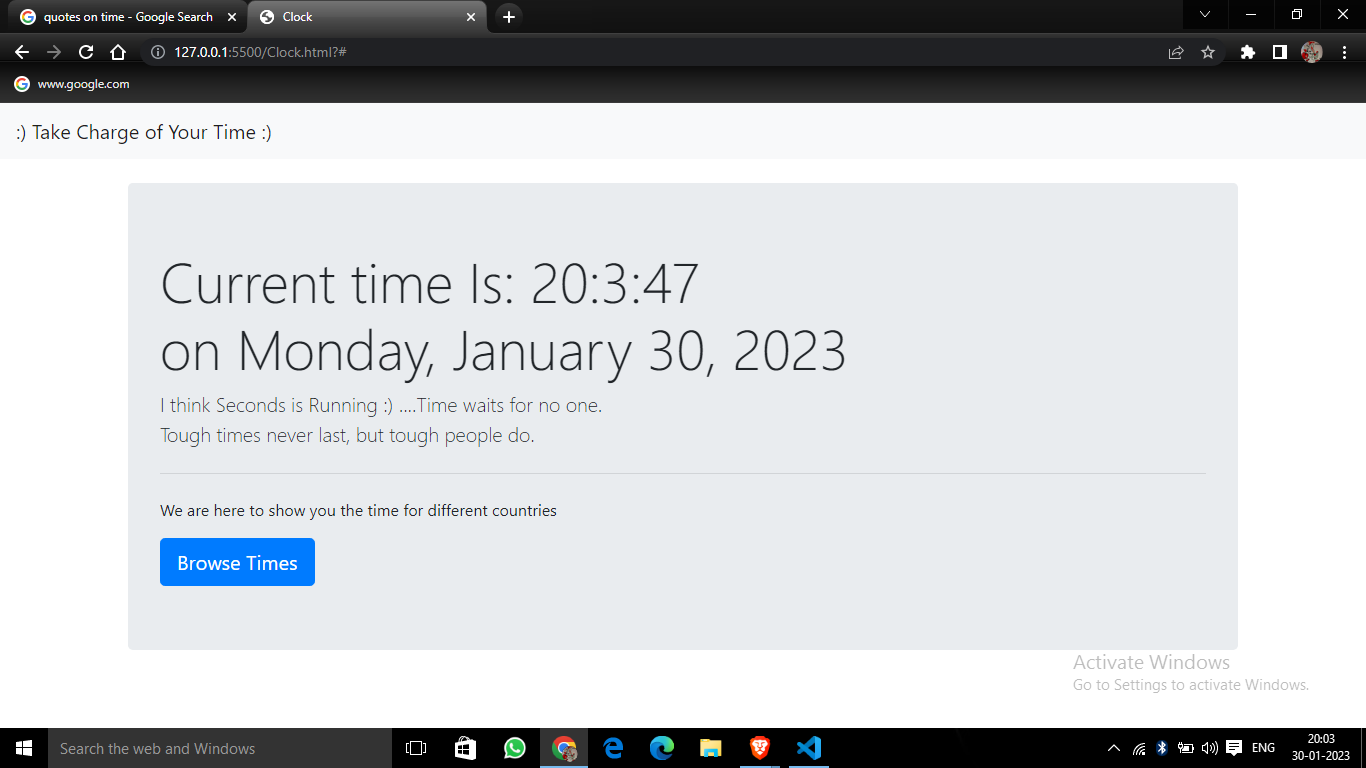 quotes on time - Google Search
Clock
127.0.0.1:5500/Clock.html?#
www.google.com
:) Take Charge of Your Time :)
Current time Is: 20:3:47
on Monday, January 30, 2023
I think Seconds is Running :) ....Time waits for no one.
Tough times never last, but tough people do.
We are here to show you the time for different countries
Browse Times
Activate Windows
Go to Settings to activate Windows.
Search the web and Windows
ENG
20:03
30-01-2023